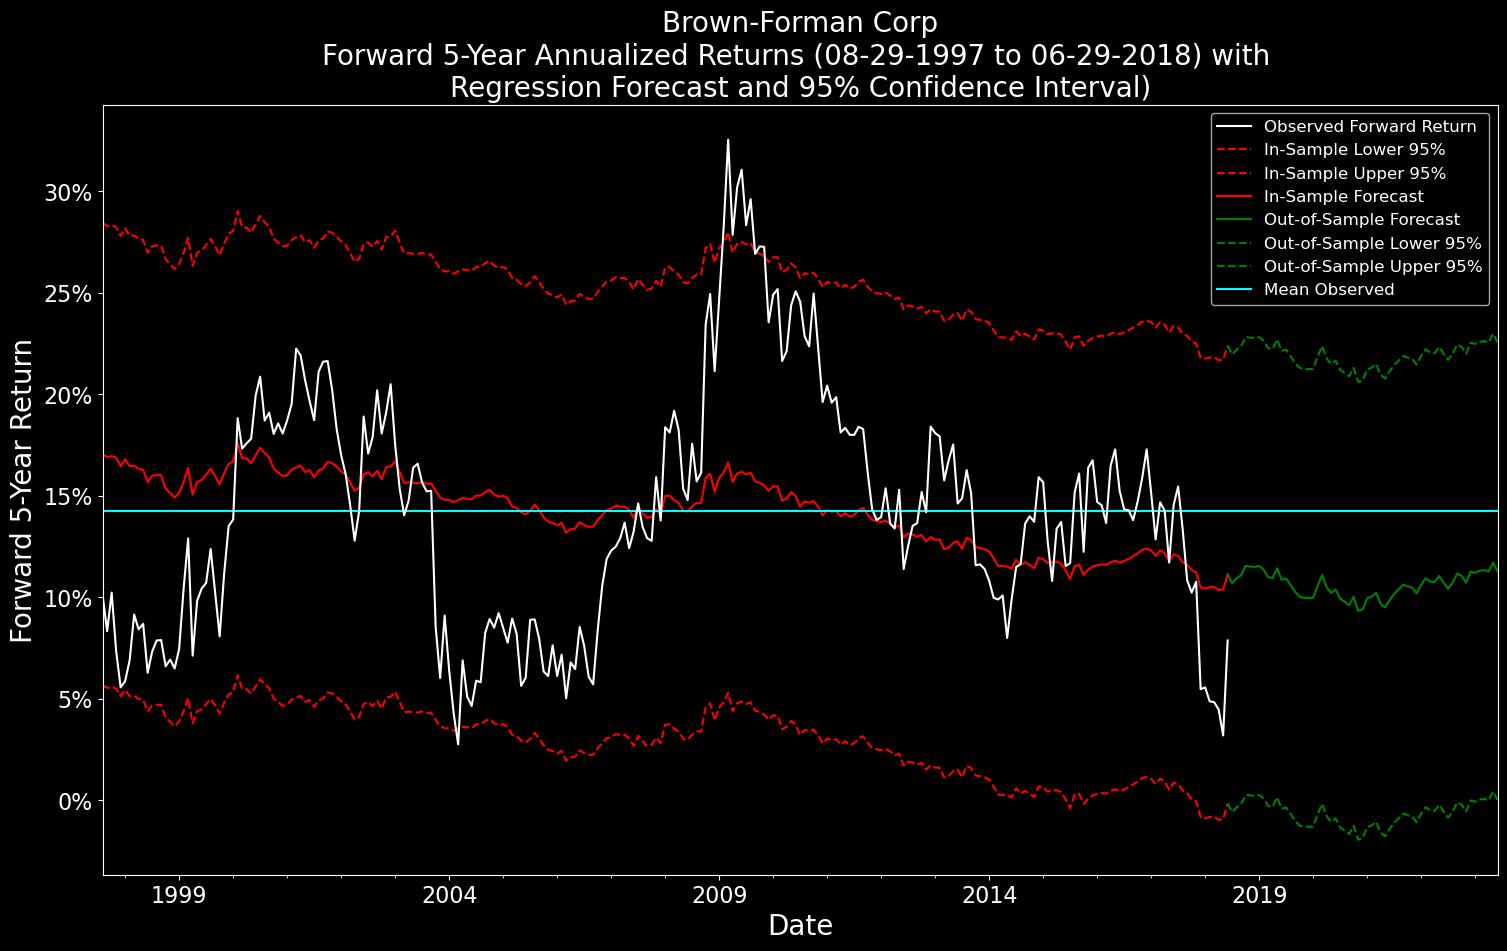 Brown-Forman Corp
Forward 5-Year Annualized Returns (08-29-1997 to 06-29-2018) with
Regression Forecast and 95% Confidence Interval)
Observed Forward Return
In-Sample Lower 95%
In-Sample Upper 95%
In-Sample Forecast
Out-of-Sample Forecast
Out-of-Sample Lower 95%
Out-of-Sample Upper 95%
Mean Observed
Forward 5-Year Return
30%
25%
20%
15%
10%
5%
0%
1999
2004
2009
2014
2019
Date